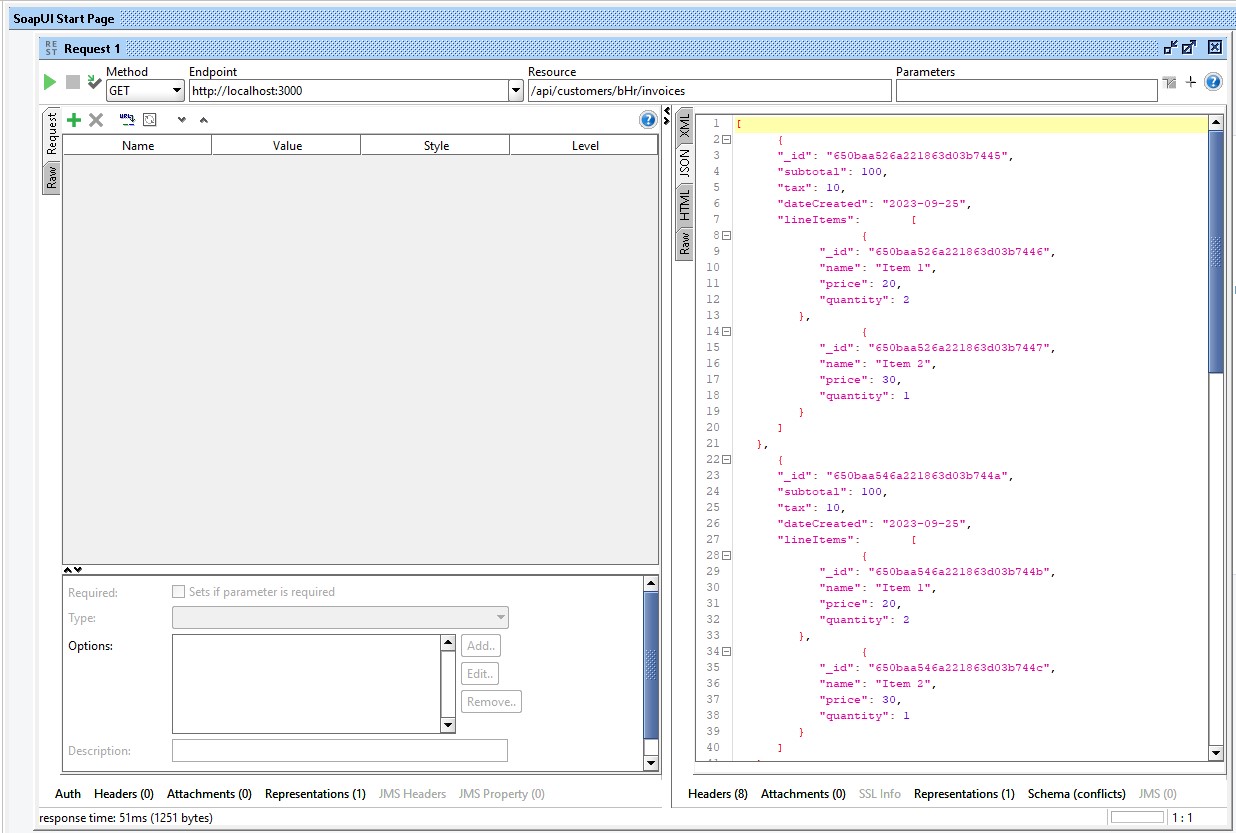 SoapUI Start Page
RE ST Request 1
Method Endpoint Resource Parameters
GET http://localhost:3000 /api/customers/bHr/invoices
Request
Raw
Name Value Style Level
Required: Sets if parameter is required
Type:
Options: Add..
Edit..
Remove..
Description:
Auth Headers (0) Attachments (0) Representations (1) JMS Headers JMS Property (0)
XML
JSON
HTML
Raw
1 [
2 {
3 "_id": "650baa526a221863d03b7445",
4 "subtotal": 100,
5 "tax": 10,
6 "dateCreated": "2023-09-25",
7 "lineItems": [
8 {
9 "_id": "650baa526a221863d03b7446",
10 "name": "Item 1",
11 "price": 20,
12 "quantity": 2
13 },
14 {
15 "_id": "650baa526a221863d03b7447",
16 "name": "Item 2",
17 "price": 30,
18 "quantity": 1
19 }
20 ]
21 },
22 {
23 "_id": "650baa546a221863d03b744a",
24 "subtotal": 100,
25 "tax": 10,
26 "dateCreated": "2023-09-25",
27 "lineItems": [
28 {
29 "_id": "650baa546a221863d03b744b",
30 "name": "Item 1",
31 "price": 20,
32 "quantity": 2
33 },
34 {
35 "_id": "650baa546a221863d03b744c",
36 "name": "Item 2",
37 "price": 30,
38 "quantity": 1
39 }
40 ]
Headers (8) Attachments (0) SSL Info Representations (1) Schema (conflicts) JMS (0)
response time: 51ms (1251 bytes) 1 : 1